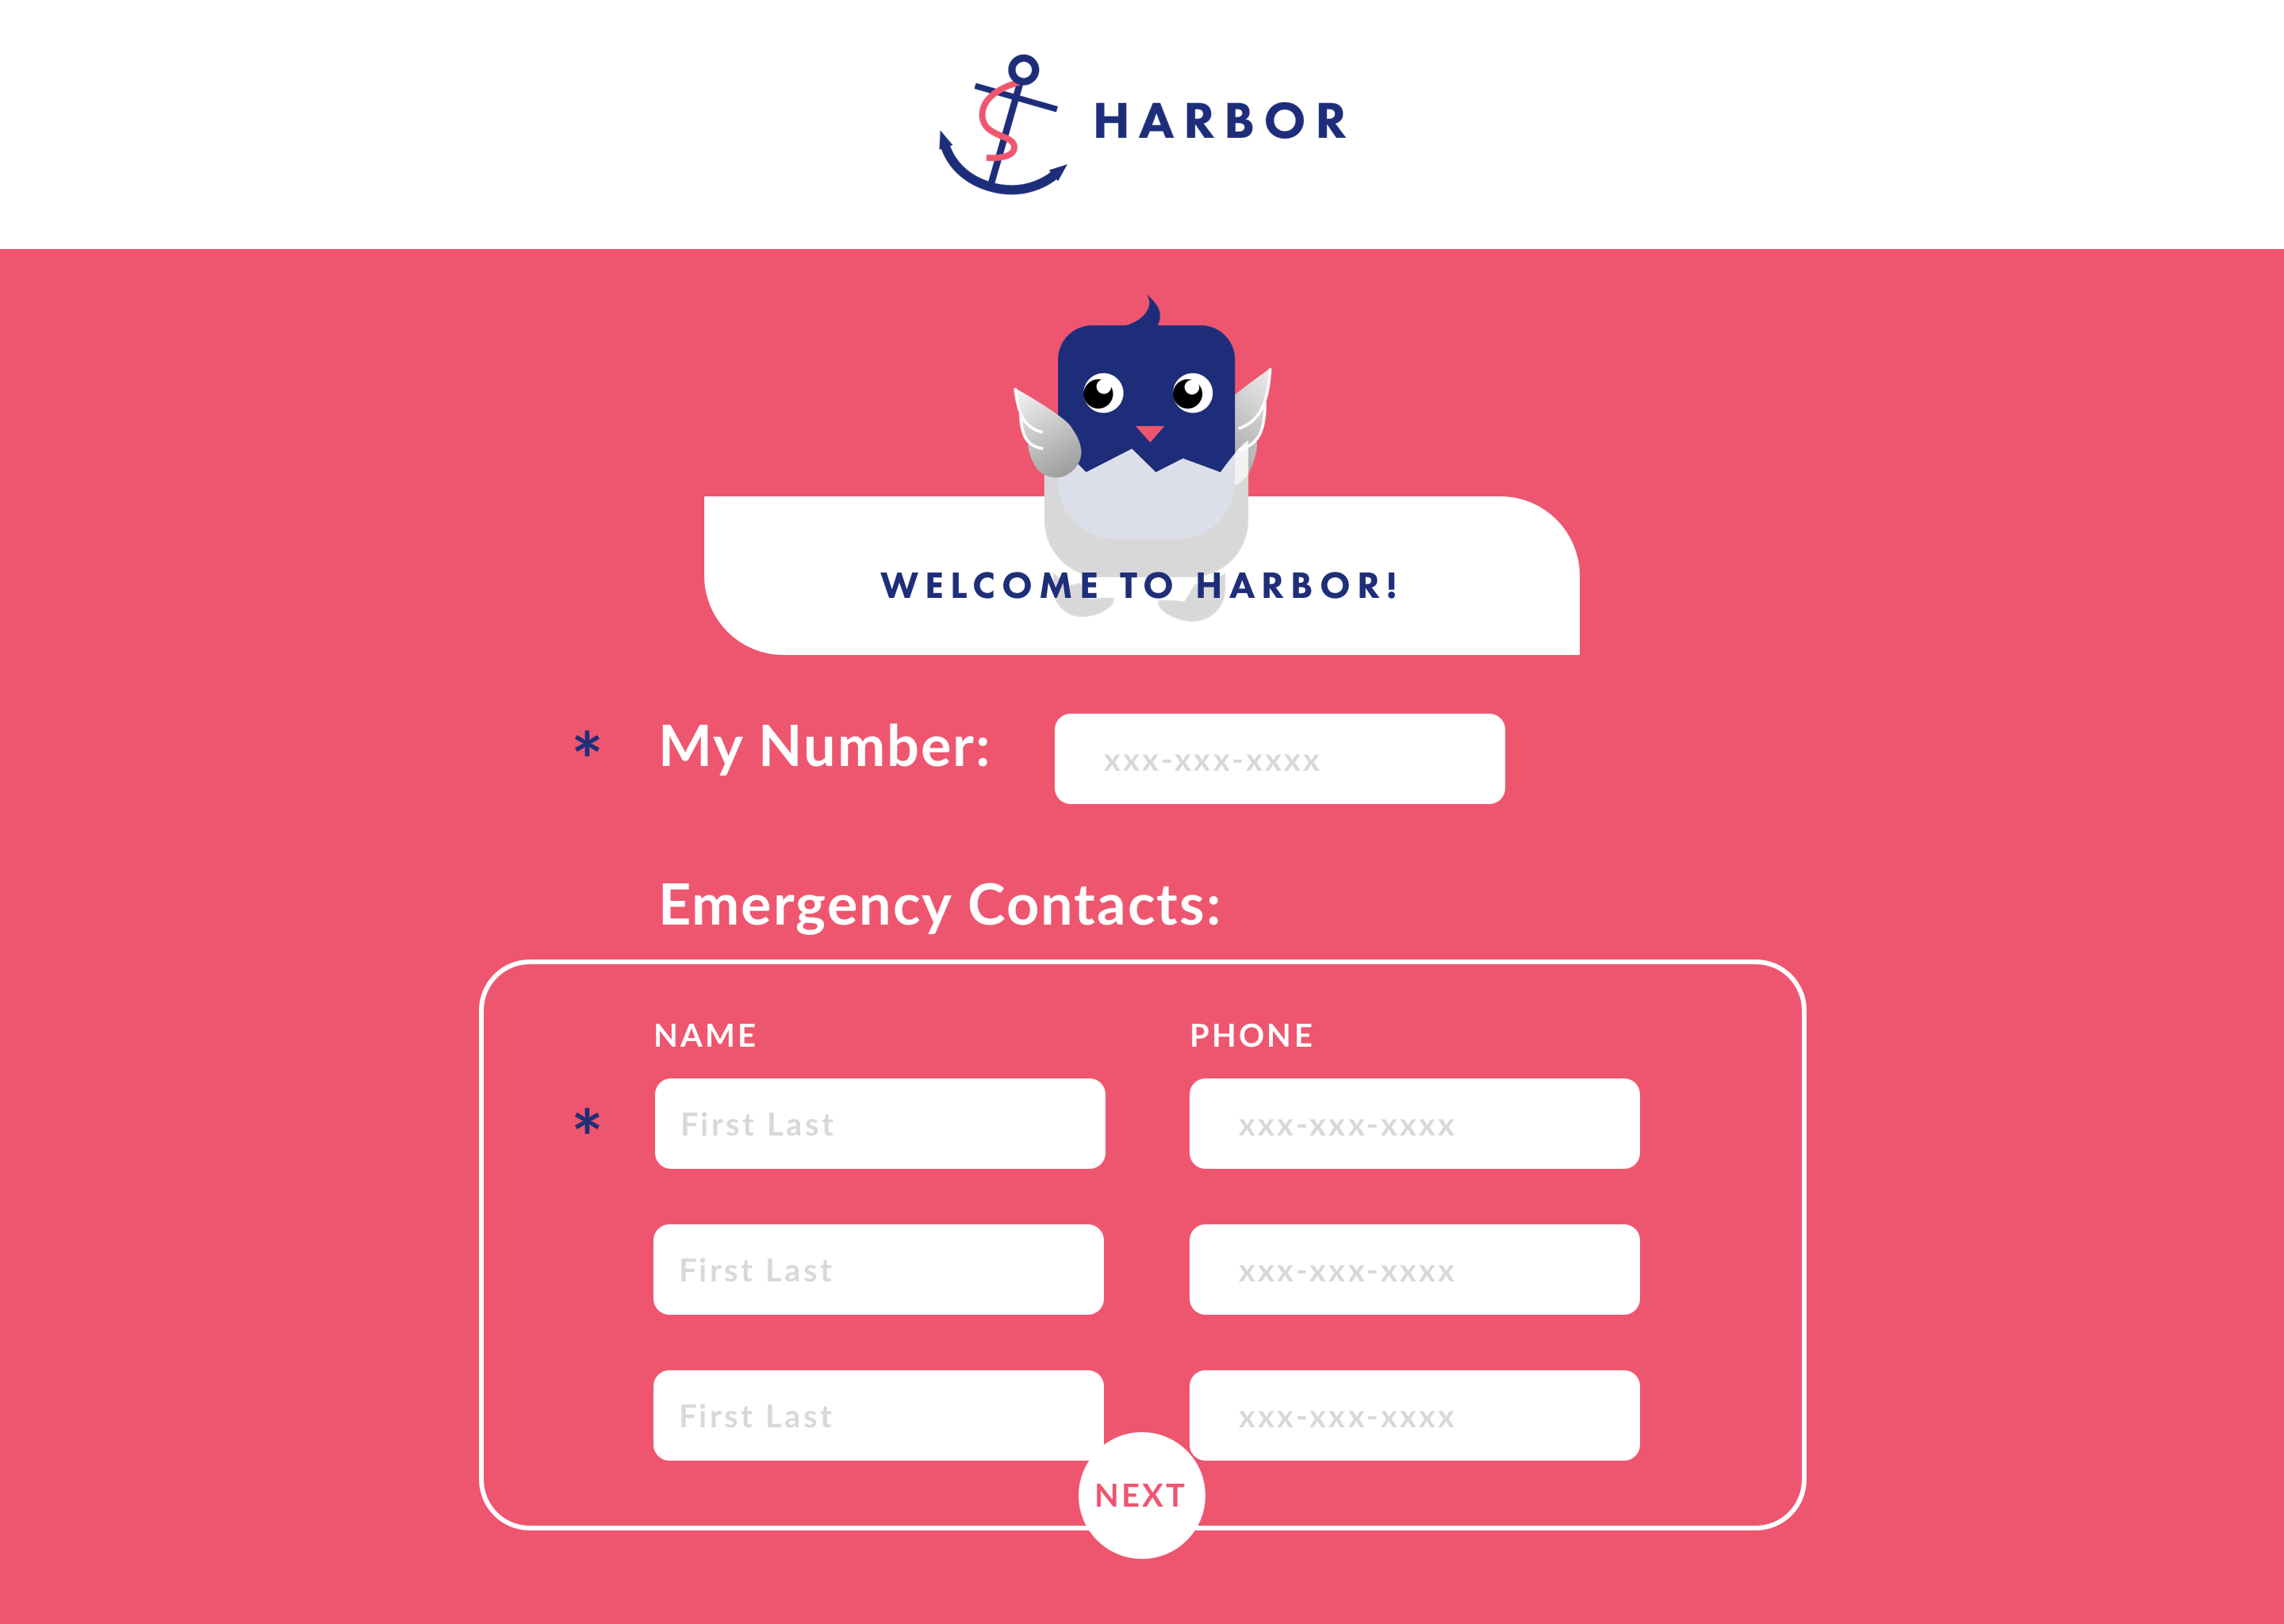 HARBOR
WELCOME TO HARBOR!
* My Number: xxx-xxx-xxxx
Emergency Contacts:
NAME PHONE
* First Last xxx-xxx-xxxx
First Last xxx-xxx-xxxx
First Last xxx-xxx-xxxx
NEXT